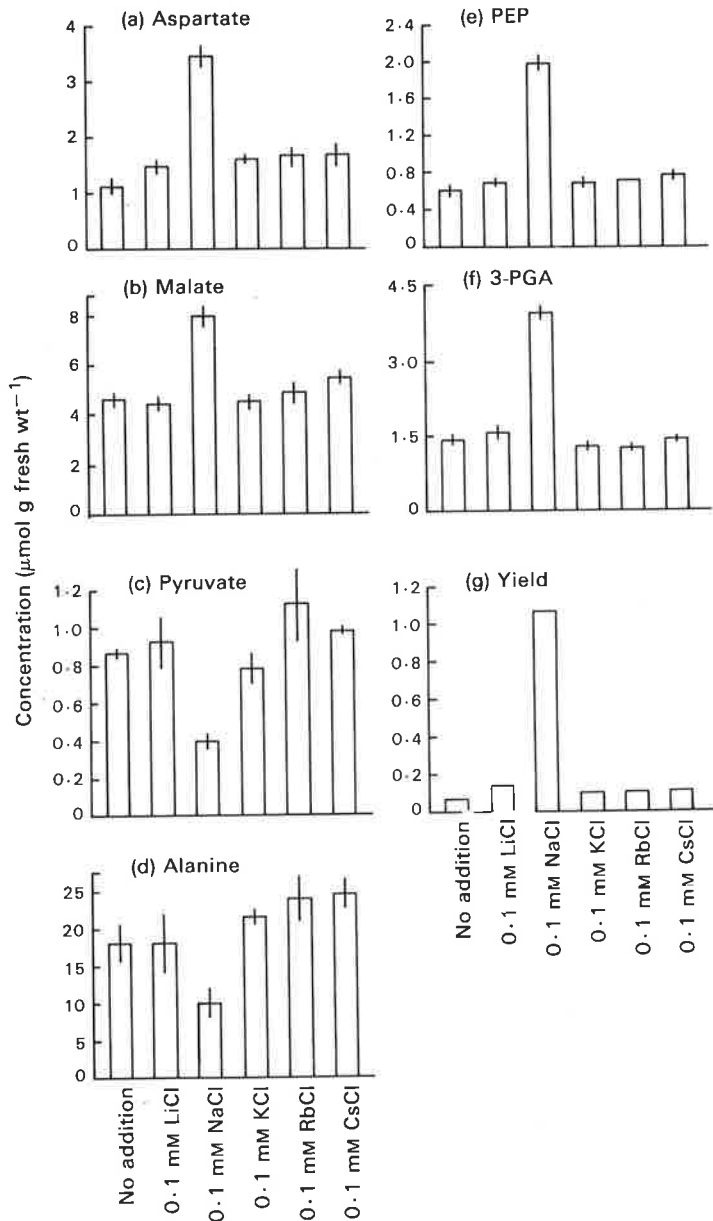 (a) Aspartate
4
3
2
1
0
(b) Malate
8
6
4
2
0
(c) Pyruvate
1·2
1·0
0·8
0·6
0·4
0·2
0
(d) Alanine
25
20
15
10
5
0
Concentration (μmol g fresh wt⁻¹)
No addition
0·1 mM LiCl
0·1 mM NaCl
0·1 mM KCl
0·1 mM RbCl
0·1 mM CsCl
(e) PEP
2·0
1·6
1·2
0·8
0·4
0
(f) 3-PGA
4·5
3·0
1·5
0
(g) Yield
1·2
1·0
0·8
0·6
0·4
0·2
0
No addition
0·1 mM LiCl
0·1 mM NaCl
0·1 mM KCl
0·1 mM RbCl
0·1 mM CsCl